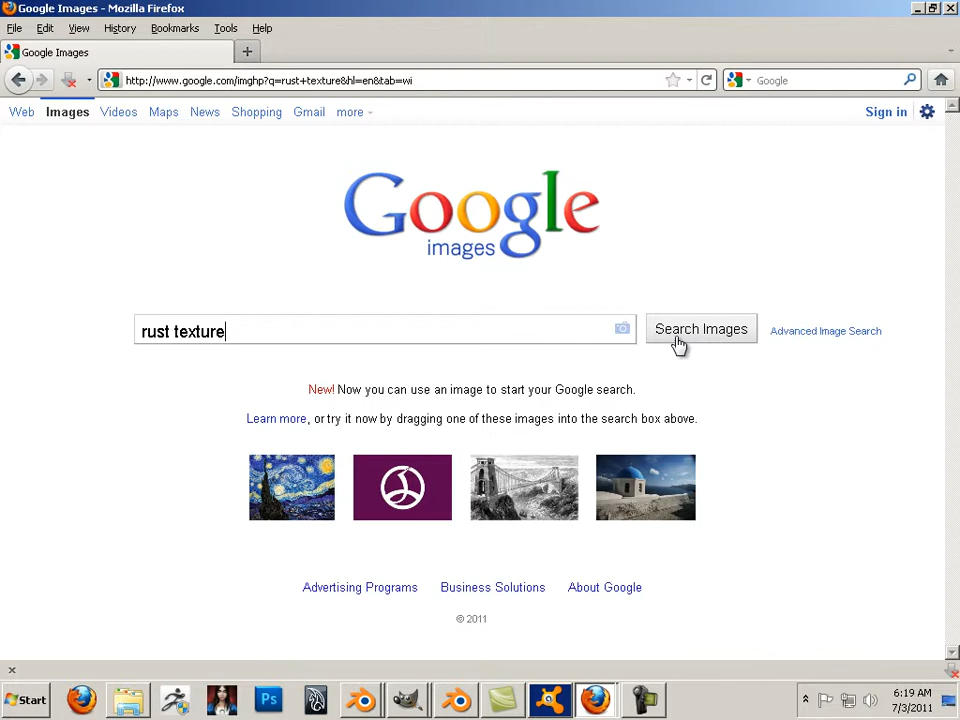 Google Images - Mozilla Firefox
File Edit View History Bookmarks Tools Help
Google Images
http://www.google.com/imghp?q=rust+texture&hl=en&tab=wi
Google
Web Images Videos Maps News Shopping Gmail more
Sign in
Google
images
rust texture
Search Images
Advanced Image Search
New! Now you can use an image to start your Google search.
Learn more, or try it now by dragging one of these images into the search box above.
Advertising Programs Business Solutions About Google
© 2011
Start
Ps
6:19 AM
7/3/2011